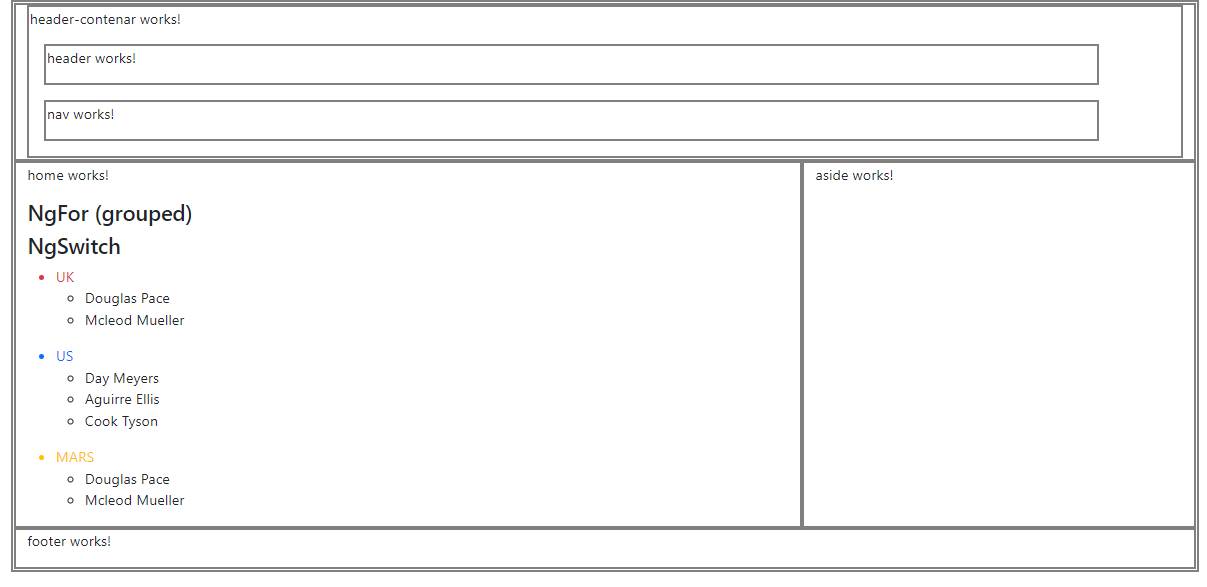 header-contenar works!
header works!
nav works!
home works!
aside works!
NgFor (grouped)
NgSwitch
UK
Douglas Pace
Mcleod Mueller
US
Day Meyers
Aguirre Ellis
Cook Tyson
MARS
Douglas Pace
Mcleod Mueller
footer works!